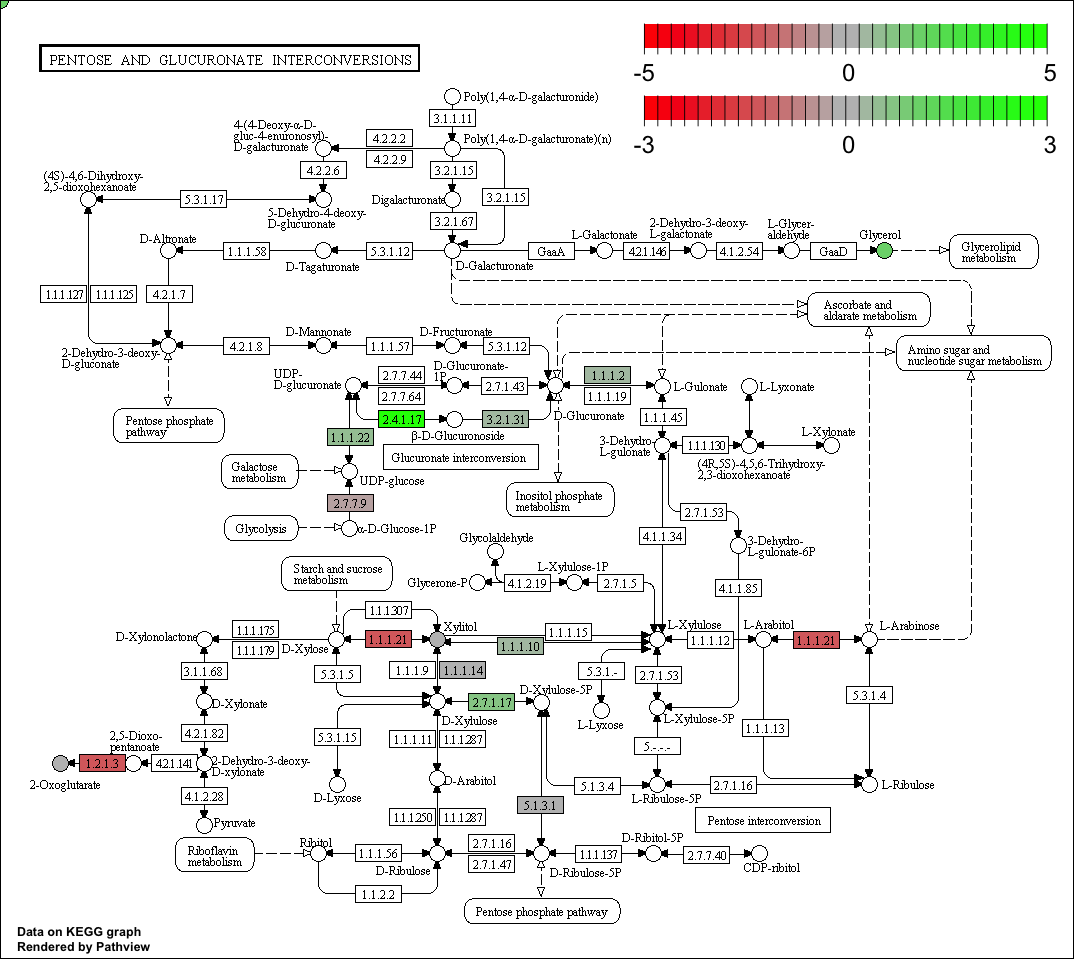 PENTOSE AND GLUCURONATE INTERCONVERSIONS
-5 0 5
-3 0 3
Poly(1,4-α-D-galacturonide)
3.1.1.11
4-(4-Deoxy-α-D-
gluc-4-enuronosyl)-
D-galacturonate
4.2.2.2
4.2.2.9
Poly(1,4-α-D-galacturonate)(n)
4.2.2.6
3.2.1.15
3.2.1.15
(4S)-4,6-Dihydroxy-
2,5-dioxohexanoate
5.3.1.17
5-Dehydro-4-deoxy-
D-glucuronate
Digalacturonate
3.2.1.67
D-Altronate
1.1.1.58
D-Tagaturonate
5.3.1.12
D-Galacturonate
GaaA
L-Galactonate
4.2.1.146
2-Dehydro-3-deoxy-
L-galactonate
4.1.2.54
L-Glycer-
aldehyde
GaaD
Glycerol
Glycerolipid
metabolism
1.1.1.127
1.1.1.125
4.2.1.7
Ascorbate and
aldarate metabolism
2-Dehydro-3-deoxy-
D-gluconate
4.2.1.8
D-Mannonate
1.1.1.57
D-Fructuronate
5.3.1.12
Amino sugar and
nucleotide sugar metabolism
UDP-
D-glucuronate
2.7.7.44
2.7.7.64
D-Glucuronate-
1P
2.7.1.43
1.1.1.2
1.1.1.19
L-Gulonate
L-Lyxonate
Pentose phosphate
pathway
2.4.1.17
β-D-Glucuronoside
3.2.1.31
D-Glucuronate
1.1.1.45
1.1.1.22
Glucuronate interconversion
3-Dehydro-
L-gulonate
1.1.1.130
L-Xylonate
(4R,5S)-4,5,6-Trihydroxy-
2,3-dioxohexanoate
Galactose
metabolism
UDP-glucose
2.7.7.9
Inositol phosphate
metabolism
Glycolysis
α-D-Glucose-1P
2.7.1.53
4.1.1.34
3-Dehydro-
L-gulonate-6P
Glycolaldehyde
Starch and sucrose
metabolism
Glycerone-P
4.1.2.19
L-Xylulose-1P
2.7.1.5
4.1.1.85
1.1.1307
D-Xylonolactone
1.1.1.175
1.1.1.179
D-Xylose
1.1.1.21
Xylitol
1.1.1.15
1.1.1.10
L-Xylulose
1.1.1.12
L-Arabitol
1.1.1.21
L-Arabinose
3.1.1.68
5.3.1.5
1.1.1.9
1.1.1.14
5.3.1.-
2.7.1.53
5.3.1.4
D-Xylonate
2.7.1.17
D-Xylulose-5P
D-Xylulose
L-Lyxose
L-Xylulose-5P
1.1.1.13
4.2.1.82
5.3.1.15
1.1.1.11
1.1.1287
5.-.-.-
2,5-Dioxo-
pentanoate
1.2.1.3
4.2.1.141
2-Dehydro-3-deoxy-
D-xylonate
2-Oxoglutarate
D-Arabitol
5.3.1.4
L-Ribulose-5P
2.7.1.16
L-Ribulose
4.1.2.28
D-Lyxose
5.1.3.1
1.1.1250
1.1.1287
Pentose interconversion
Pyruvate
Riboflavin
metabolism
Ribitol
1.1.1.56
D-Ribulose
2.7.1.16
2.7.1.47
D-Ribulose-5P
1.1.1.137
D-Ribitol-5P
2.7.7.40
CDP-ribitol
1.1.2.2
Pentose phosphate pathway
Data on KEGG graph
Rendered by Pathview